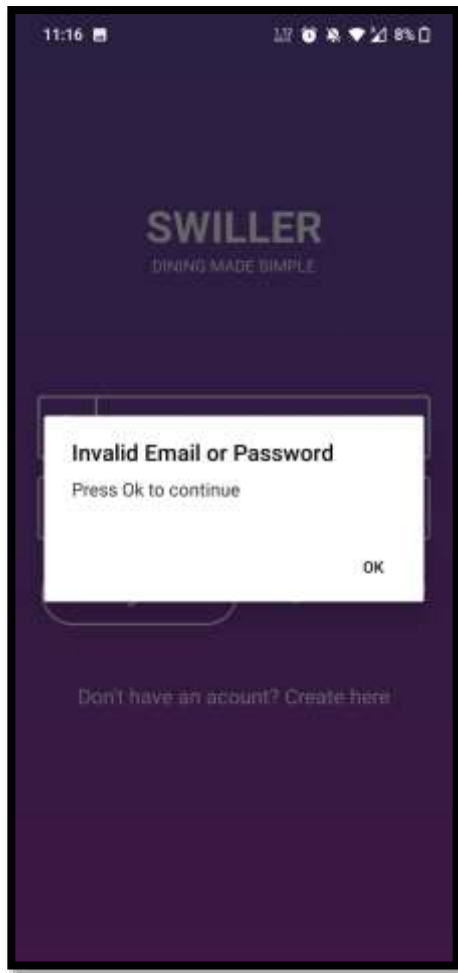 11:16
8%
SWILLER
DINING MADE SIMPLE
Invalid Email or Password
Press Ok to continue
OK
Don't have an acount? Create here